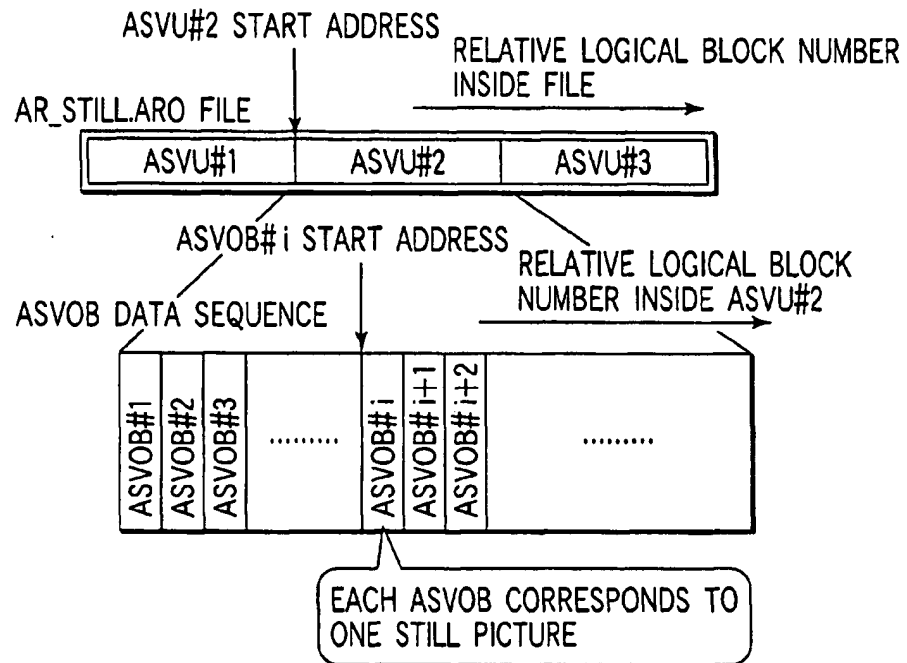 ASVU#2 START ADDRESS
RELATIVE LOGICAL BLOCK NUMBER
INSIDE FILE
AR_STILL.ARO FILE
ASVU#1 ASVU#2 ASVU#3
ASVOB#i START ADDRESS
RELATIVE LOGICAL BLOCK
NUMBER INSIDE ASVU#2
ASVOB DATA SEQUENCE
ASVOB#1
ASVOB#2
ASVOB#3
.........
ASVOB#i
ASVOB#i+1
ASVOB#i+2
.........
EACH ASVOB CORRESPONDS TO
ONE STILL PICTURE